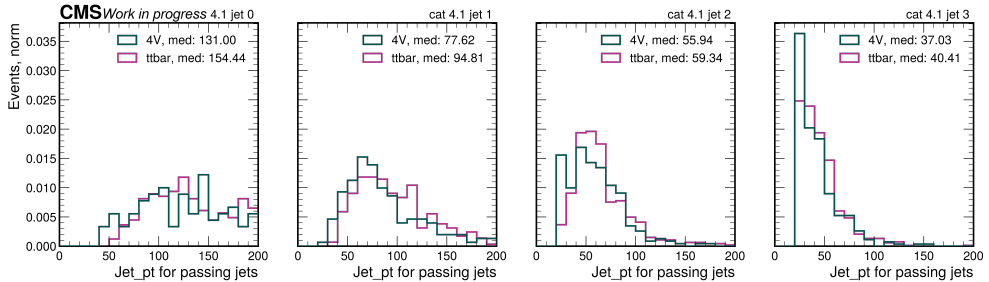 CMS Work in progress 4.1 jet 0
4V, med: 131.00
ttbar, med: 154.44
Events, norm
0.035
0.030
0.025
0.020
0.015
0.010
0.005
0.000
0 50 100 150 200
Jet_pt for passing jets
cat 4.1 jet 1
4V, med: 77.62
ttbar, med: 94.81
0 50 100 150 200
Jet_pt for passing jets
cat 4.1 jet 2
4V, med: 55.94
ttbar, med: 59.34
0 50 100 150 200
Jet_pt for passing jets
cat 4.1 jet 3
4V, med: 37.03
ttbar, med: 40.41
0 50 100 150 200
Jet_pt for passing jets